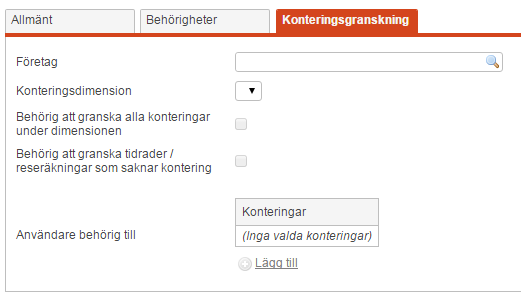 Allmänt
Behörigheter
Konteringsgranskning
Företag
Konteringsdimension
Behörig att granska alla konteringar
under dimensionen
Behörig att granska tidrader /
reseräkningar som saknar kontering
Konteringar
Användare behörig till
(Inga valda konteringar)
Lägg till